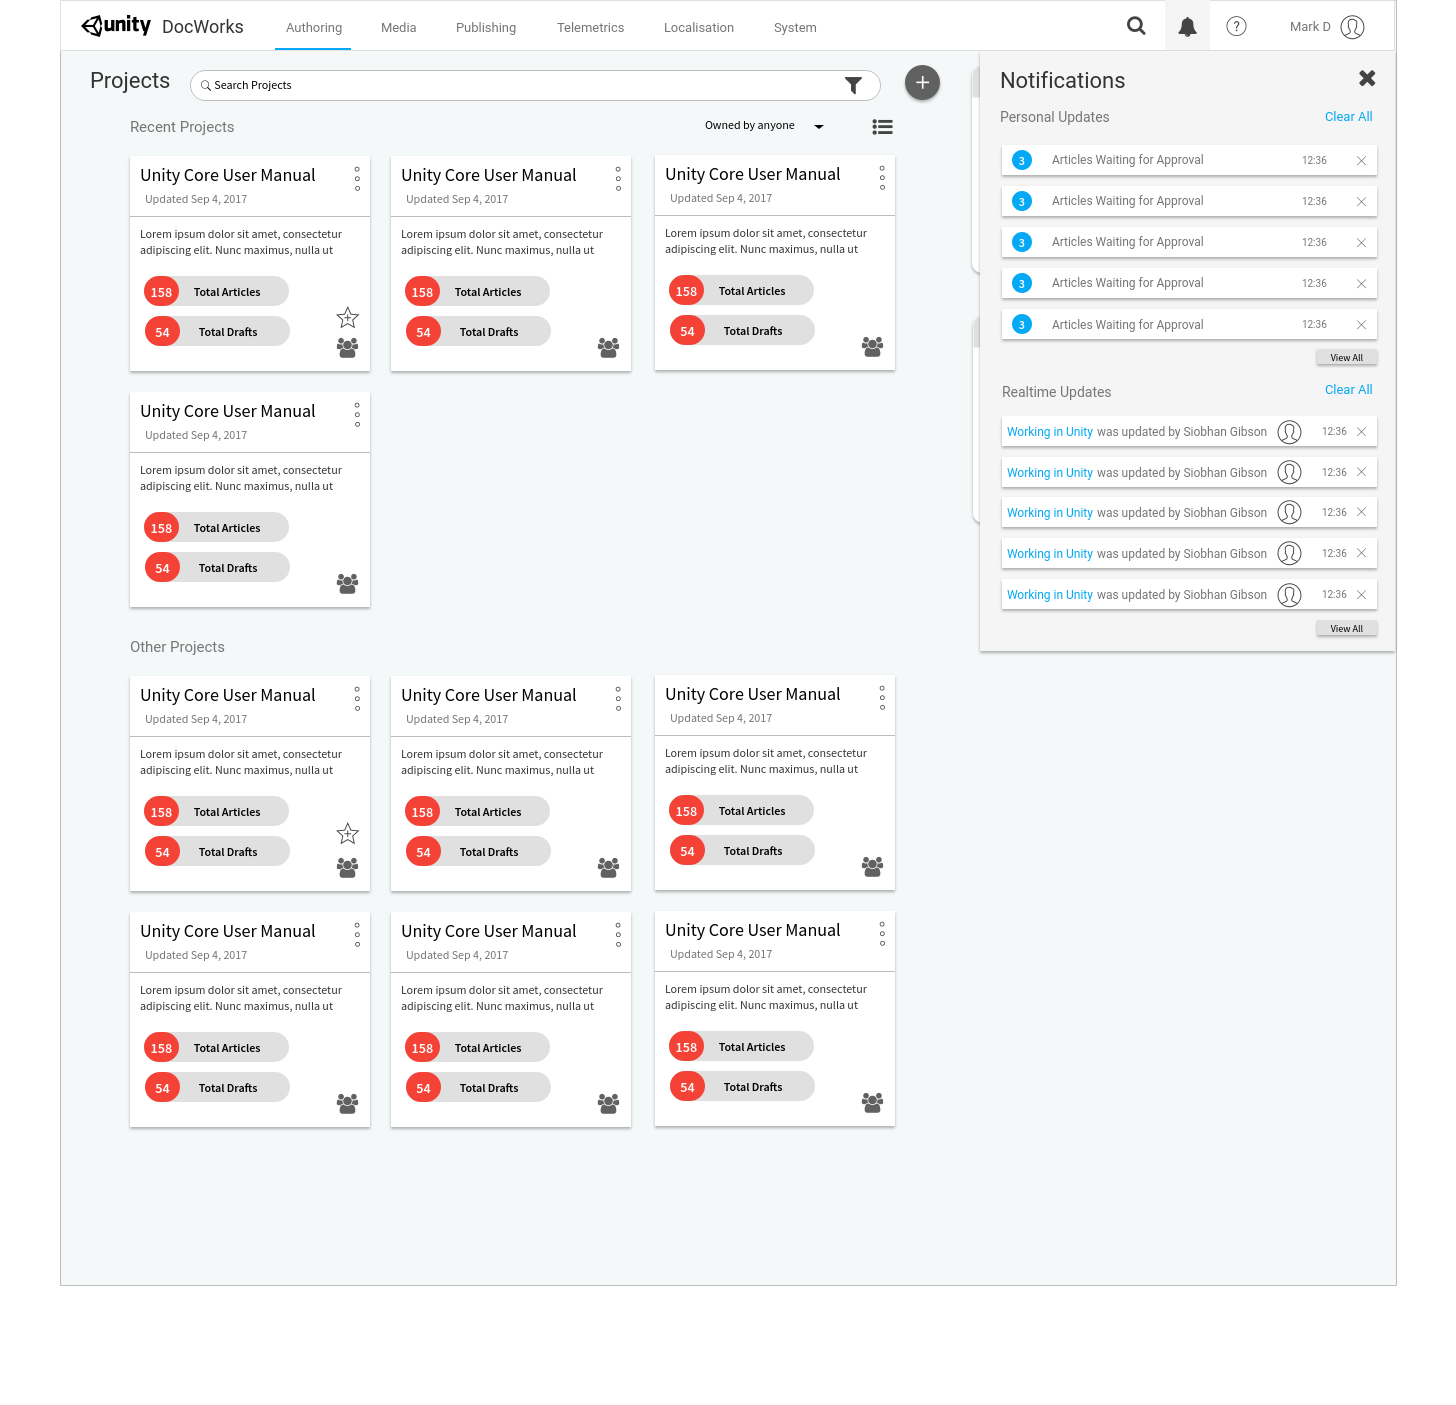 unity DocWorks Authoring Media Publishing Telemetrics Localisation System ? Mark D
Projects
Search Projects
+
Recent Projects
Owned by anyone
Unity Core User Manual
Updated Sep 4, 2017
Lorem ipsum dolor sit amet, consectetur
adipiscing elit. Nunc maximus, nulla ut
158 Total Articles
54 Total Drafts
Unity Core User Manual
Updated Sep 4, 2017
Lorem ipsum dolor sit amet, consectetur
adipiscing elit. Nunc maximus, nulla ut
158 Total Articles
54 Total Drafts
Unity Core User Manual
Updated Sep 4, 2017
Lorem ipsum dolor sit amet, consectetur
adipiscing elit. Nunc maximus, nulla ut
158 Total Articles
54 Total Drafts
Unity Core User Manual
Updated Sep 4, 2017
Lorem ipsum dolor sit amet, consectetur
adipiscing elit. Nunc maximus, nulla ut
158 Total Articles
54 Total Drafts
Other Projects
Unity Core User Manual
Updated Sep 4, 2017
Lorem ipsum dolor sit amet, consectetur
adipiscing elit. Nunc maximus, nulla ut
158 Total Articles
54 Total Drafts
Unity Core User Manual
Updated Sep 4, 2017
Lorem ipsum dolor sit amet, consectetur
adipiscing elit. Nunc maximus, nulla ut
158 Total Articles
54 Total Drafts
Unity Core User Manual
Updated Sep 4, 2017
Lorem ipsum dolor sit amet, consectetur
adipiscing elit. Nunc maximus, nulla ut
158 Total Articles
54 Total Drafts
Unity Core User Manual
Updated Sep 4, 2017
Lorem ipsum dolor sit amet, consectetur
adipiscing elit. Nunc maximus, nulla ut
158 Total Articles
54 Total Drafts
Unity Core User Manual
Updated Sep 4, 2017
Lorem ipsum dolor sit amet, consectetur
adipiscing elit. Nunc maximus, nulla ut
158 Total Articles
54 Total Drafts
Unity Core User Manual
Updated Sep 4, 2017
Lorem ipsum dolor sit amet, consectetur
adipiscing elit. Nunc maximus, nulla ut
158 Total Articles
54 Total Drafts
Notifications
Personal Updates Clear All
3 Articles Waiting for Approval 12:36
3 Articles Waiting for Approval 12:36
3 Articles Waiting for Approval 12:36
3 Articles Waiting for Approval 12:36
3 Articles Waiting for Approval 12:36
View All
Realtime Updates Clear All
Working in Unity was updated by Siobhan Gibson 12:36
Working in Unity was updated by Siobhan Gibson 12:36
Working in Unity was updated by Siobhan Gibson 12:36
Working in Unity was updated by Siobhan Gibson 12:36
Working in Unity was updated by Siobhan Gibson 12:36
View All